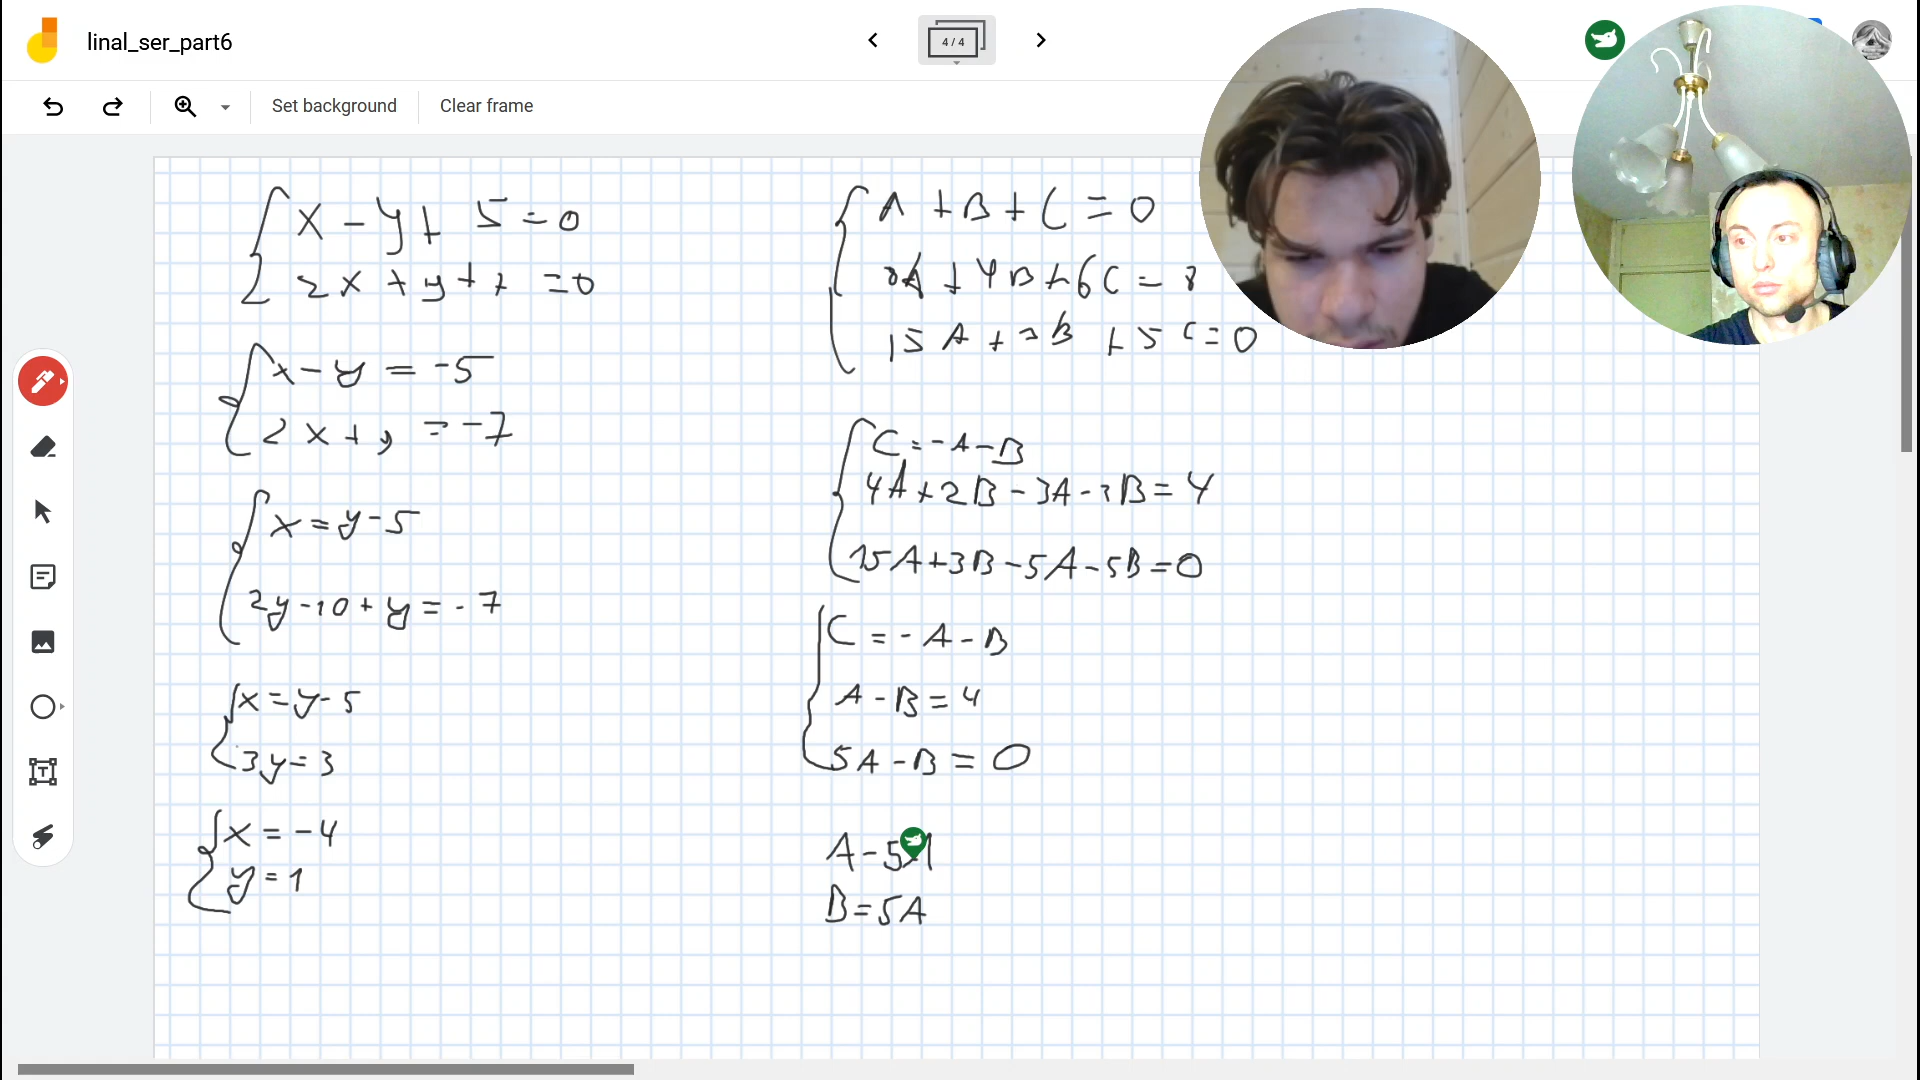 linal_ser_part6
4 / 4
Set background
Clear frame
x - y + 5 = 0
2x + y + 7 = 0
x - y = -5
2x + y = -7
x = y - 5
2y - 10 + y = -7
x = y - 5
3y = 3
x = -4
y = 1
A + B + C = 0
8A + 4B + 6C = 8
15A + 3B + 5C = 0
C = -A - B
4A + 2B - 3A - 3B = 4
15A + 3B - 5A - 5B = 0
C = -A - B
A - B = 4
5A - B = 0
A - 5A
B = 5A